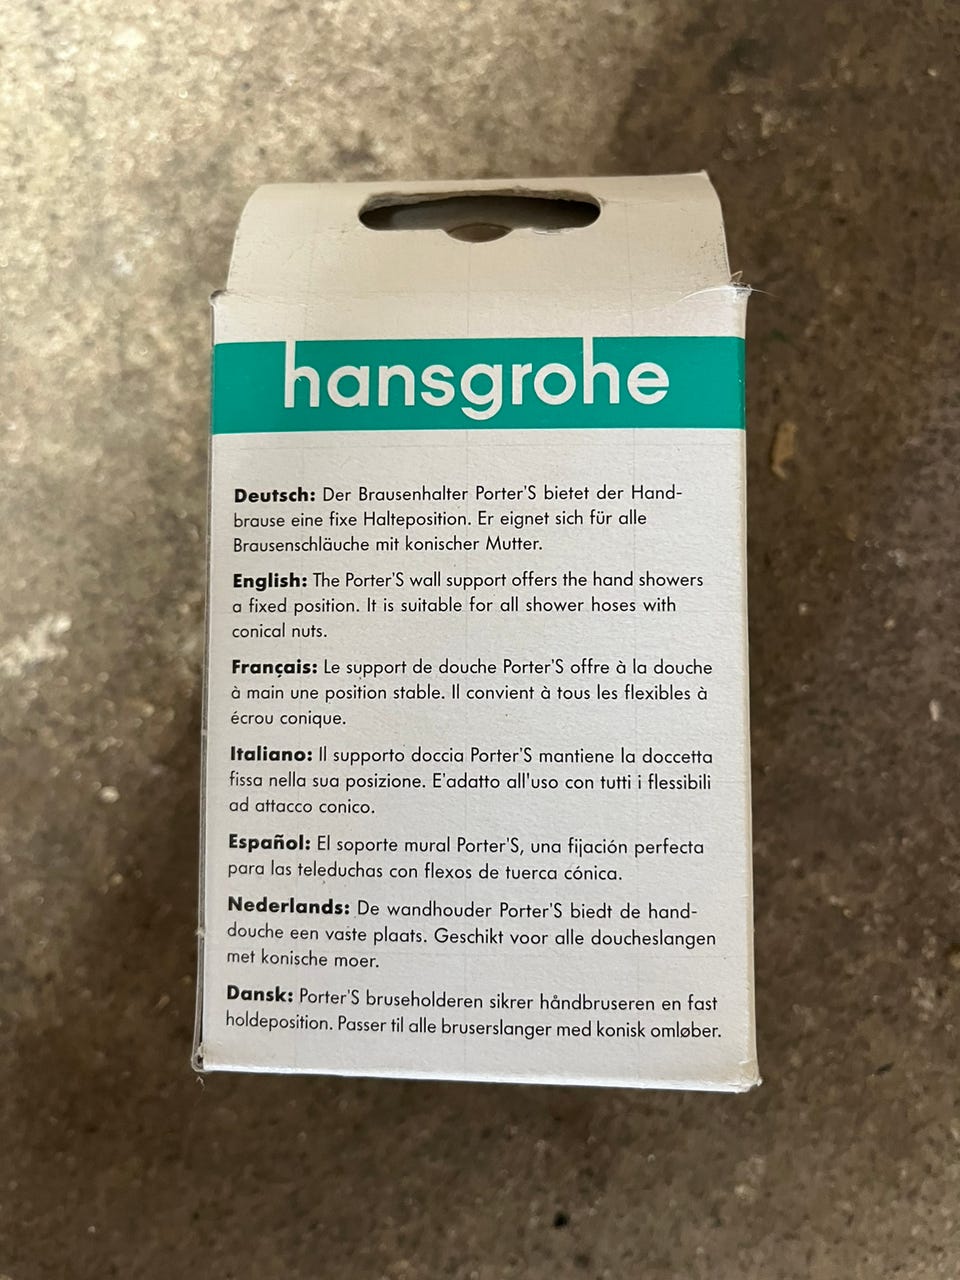 hansgrohe
Deutsch: Der Brausenhalter Porter'S bietet der Hand-
brause eine fixe Halteposition. Er eignet sich für alle
Brausenschläuche mit konischer Mutter.
English: The Porter'S wall support offers the hand showers
a fixed position. It is suitable for all shower hoses with
conical nuts.
Français: Le support de douche Porter'S offre à la douche
à main une position stable. Il convient à tous les flexibles à
écrou conique.
Italiano: Il supporto doccia Porter'S mantiene la doccetta
fissa nella sua posizione. E'adatto all'uso con tutti i flessibili
ad attacco conico.
Español: El soporte mural Porter'S, una fijación perfecta
para las teleduchas con flexos de tuerca cónica.
Nederlands: De wandhouder Porter'S biedt de hand-
douche een vaste plaats. Geschikt voor alle doucheslangen
met konische moer.
Dansk: Porter'S bruseholderen sikrer håndbruseren en fast
holdeposition. Passer til alle bruserslanger med konisk omløber.